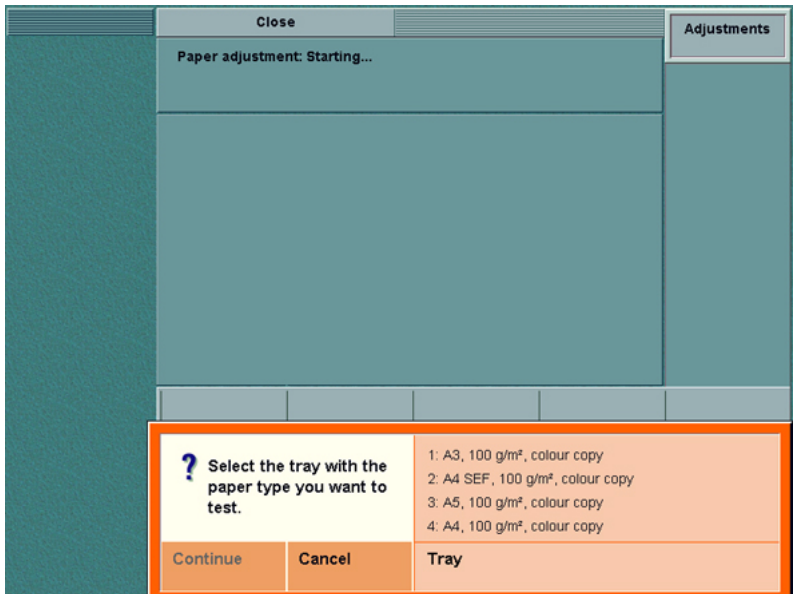 Close
Adjustments
Paper adjustment: Starting...
? Select the tray with the
paper type you want to
test.
1: A3, 100 g/m², colour copy
2: A4 SEF, 100 g/m², colour copy
3: A5, 100 g/m², colour copy
4: A4, 100 g/m², colour copy
Continue
Cancel
Tray